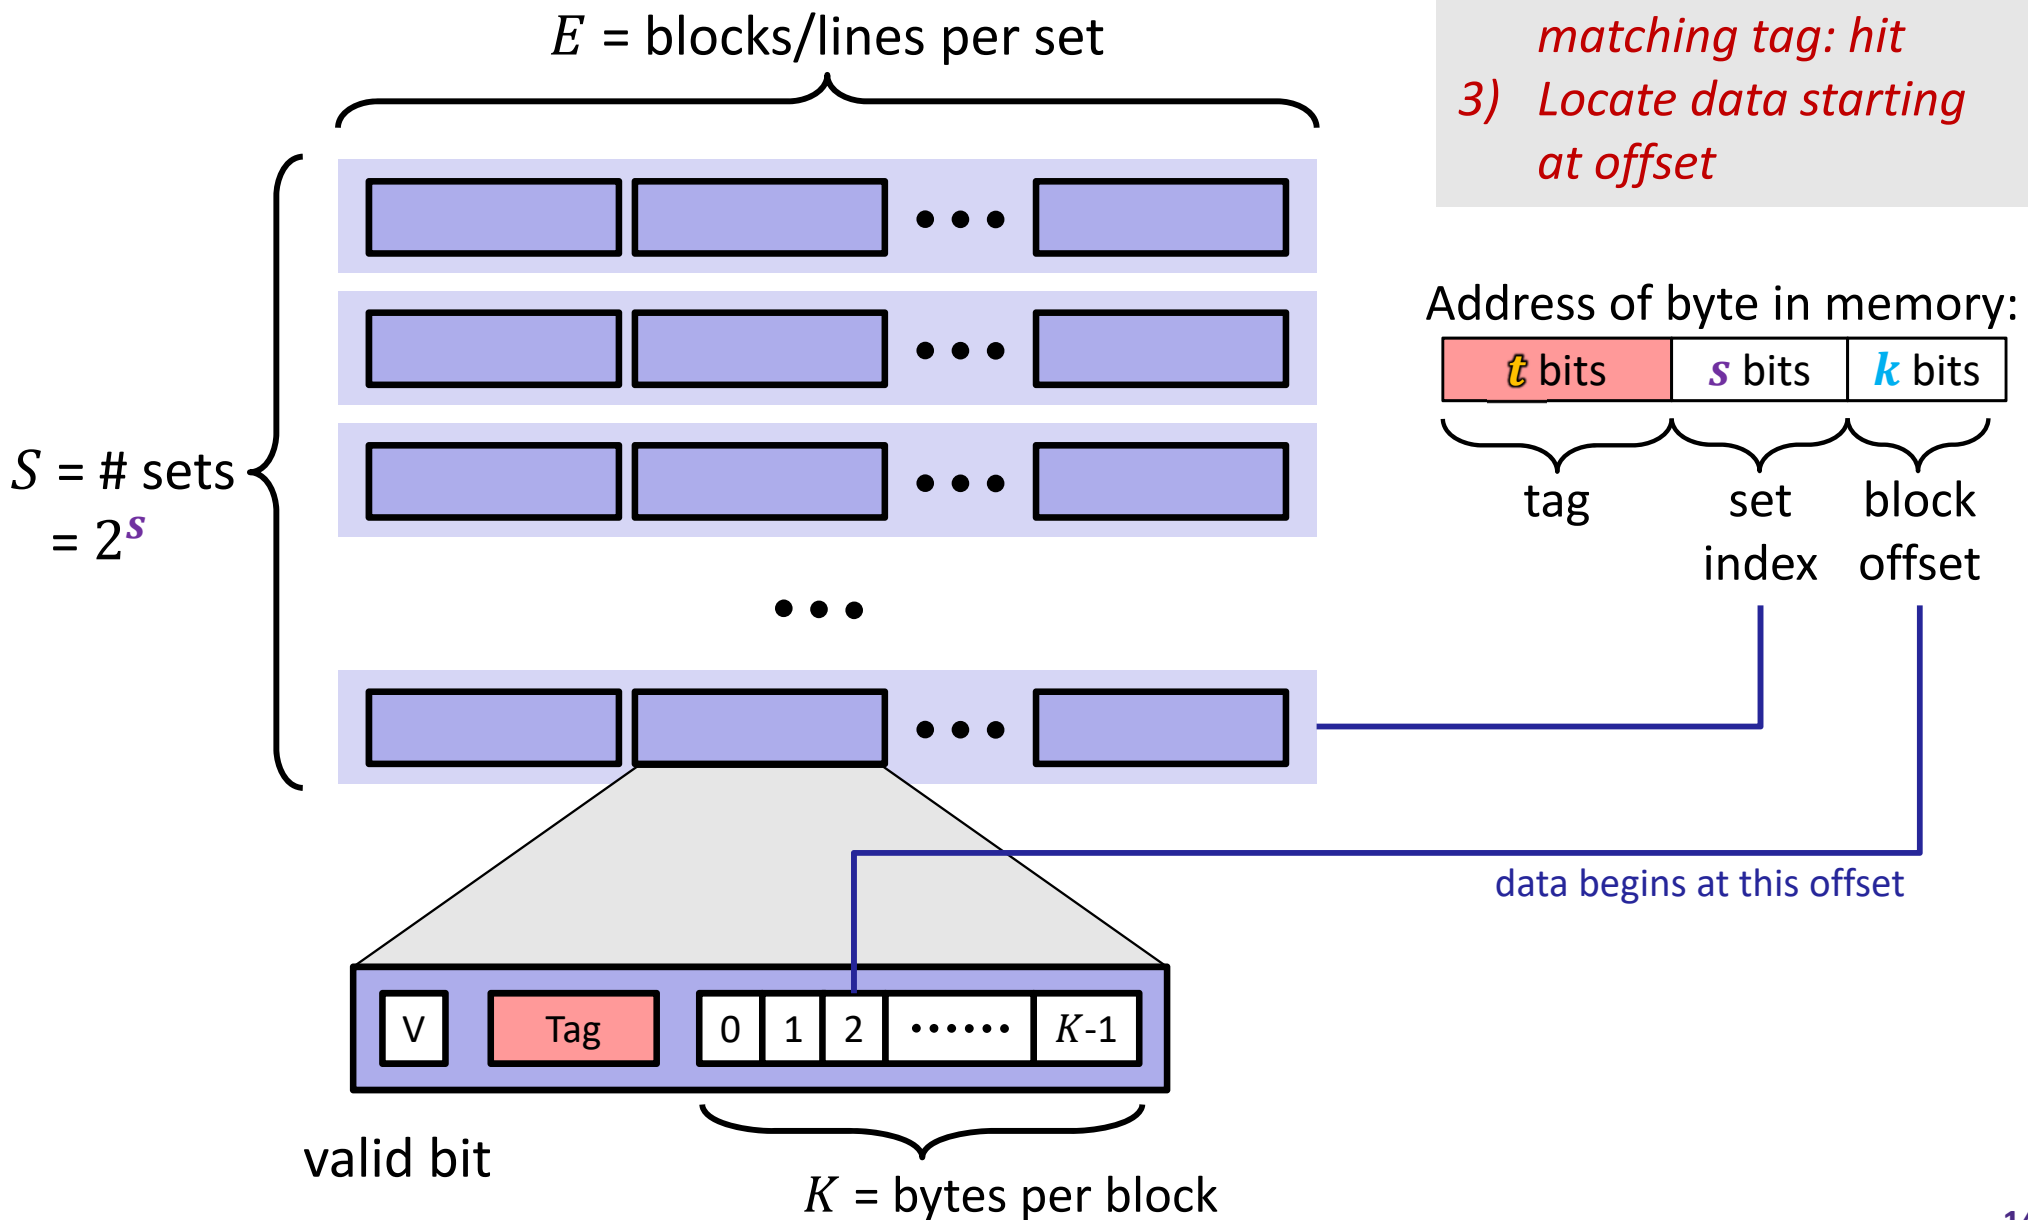 E = blocks/lines per set
matching tag: hit
3) Locate data starting
at offset
Address of byte in memory:
t bits s bits k bits
tag set block
index offset
S = # sets
= 2^s
data begins at this offset
V Tag 0 1 2 •••••• K-1
valid bit
K = bytes per block